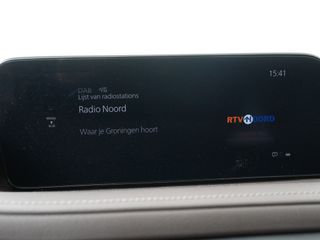 DAB
15:41
Lijst van radiostations
Radio Noord
RTV NOORD
Waar je Groningen hoort